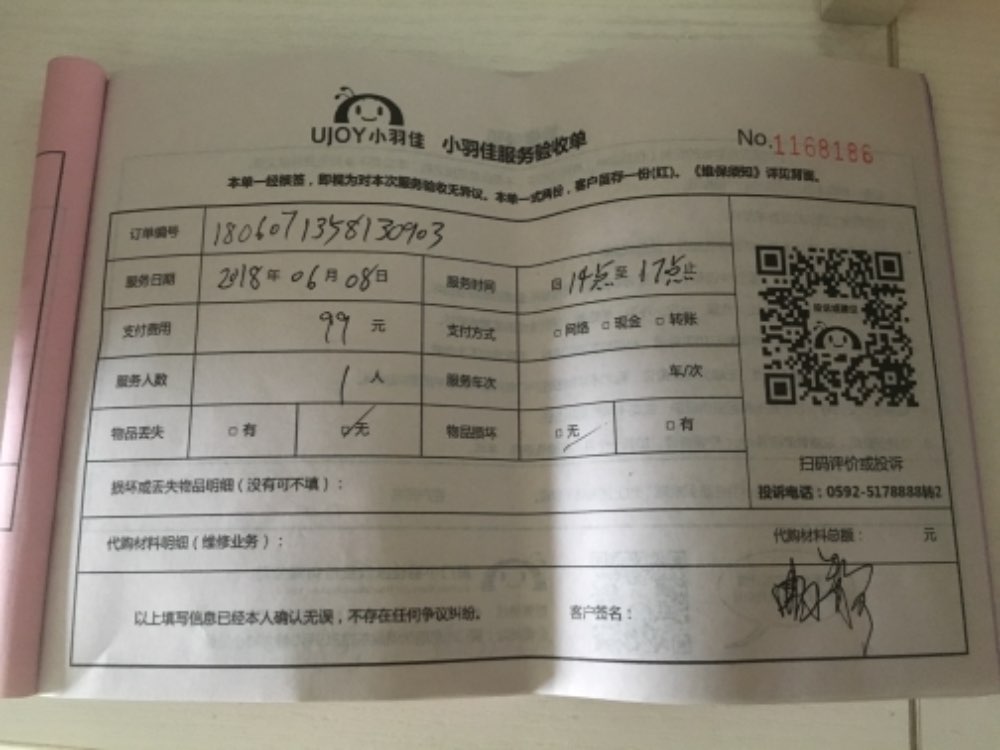 UJOY小羽佳 小羽佳服务验收单 No.1168186
本单一经核签，即视为对本次服务验收无异议。本单一式两份，客户留存一份(红)。《维保须知》详见背面。
订单编号 1806071358130903
服务日期 2018年06月08日 服务时间 日14点至17点止
支付费用 99元 支付方式 □网络 □现金 □转账
服务人数 1人 服务车次 车/次
物品丢失 □有 □无 物品损坏 □无 □有
扫码评价或投诉
损坏或丢失物品明细（没有可不填）： 投诉电话：0592-5178888转2
代购材料明细（维修业务）： 代购材料总额： 元
以上填写信息已经本人确认无误，不存在任何争议纠纷。 客户签名：